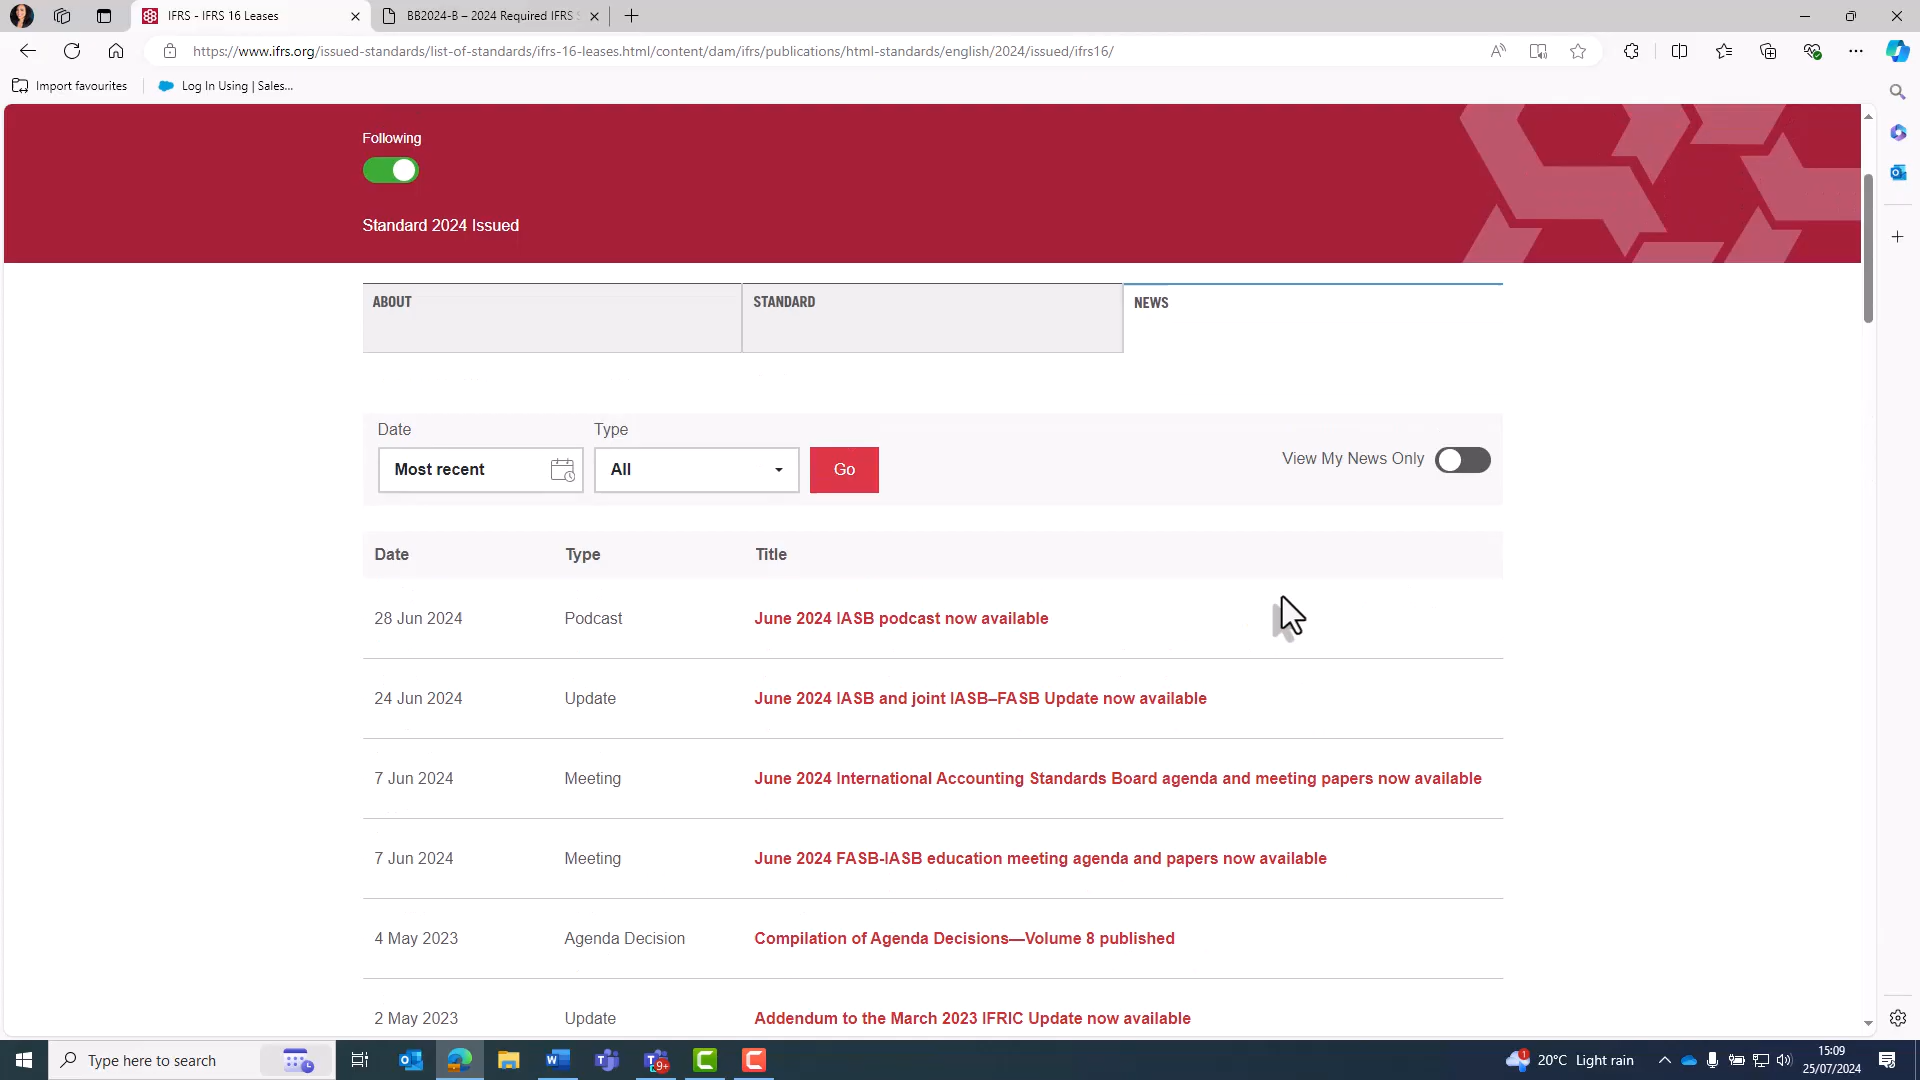 IFRS - IFRS 16 Leases
BB2024-B – 2024 Required IFRS S
https://www.ifrs.org/issued-standards/list-of-standards/ifrs-16-leases.html/content/dam/ifrs/publications/html-standards/english/2024/issued/ifrs16/
Import favourites
Log In Using | Sales...
Following
Standard 2024 Issued
ABOUT
STANDARD
NEWS
Date
Type
Most recent
All
Go
View My News Only
Date Type Title
28 Jun 2024 Podcast June 2024 IASB podcast now available
24 Jun 2024 Update June 2024 IASB and joint IASB–FASB Update now available
7 Jun 2024 Meeting June 2024 International Accounting Standards Board agenda and meeting papers now available
7 Jun 2024 Meeting June 2024 FASB-IASB education meeting agenda and papers now available
4 May 2023 Agenda Decision Compilation of Agenda Decisions—Volume 8 published
2 May 2023 Update Addendum to the March 2023 IFRIC Update now available
Type here to search
9+
1
20°C Light rain
15:09
25/07/2024